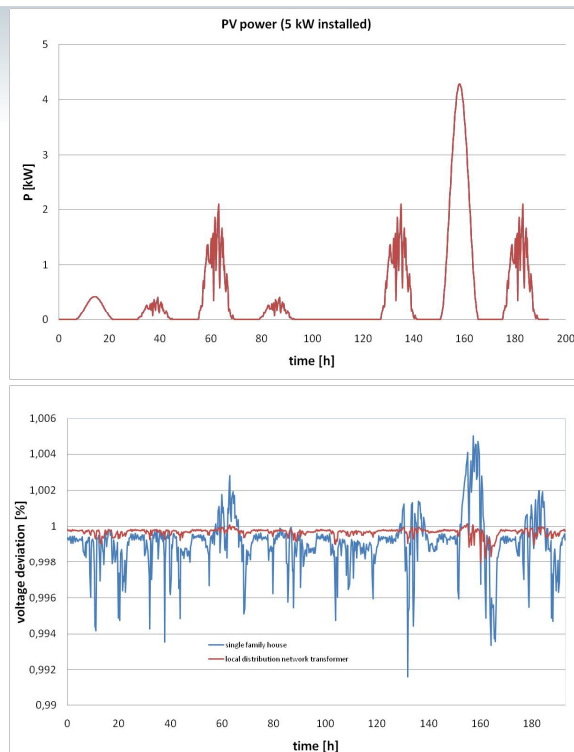 PV power (5 kW installed)
5
4
3
2
1
0
P [kW]
0 20 40 60 80 100 120 140 160 180 200
time [h]
1,006
1,004
1,002
1
0,998
0,996
0,994
0,992
0,99
voltage deviation [%]
single family house
local distribution network transformer
0 20 40 60 80 100 120 140 160 180
time [h]